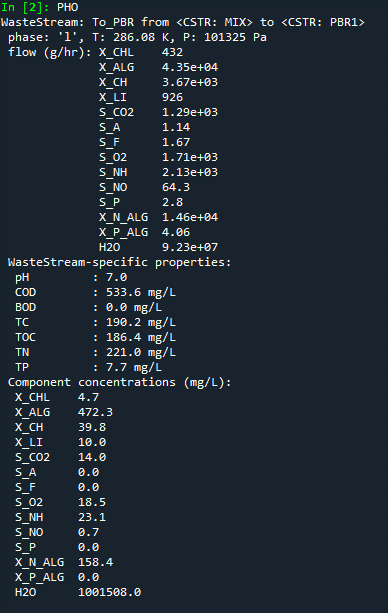 In [2]: PHO
WasteStream: To_PBR from <CSTR: MIX> to <CSTR: PBR1>
phase: 'l', T: 286.08 K, P: 101325 Pa
flow (g/hr): X_CHL 432
X_ALG 4.35e+04
X_CH 3.67e+03
X_LI 926
S_CO2 1.29e+03
S_A 1.14
S_F 1.67
S_O2 1.71e+03
S_NH 2.13e+03
S_NO 64.3
S_P 2.8
X_N_ALG 1.46e+04
X_P_ALG 4.06
H2O 9.23e+07
WasteStream-specific properties:
pH : 7.0
COD : 533.6 mg/L
BOD : 0.0 mg/L
TC : 190.2 mg/L
TOC : 186.4 mg/L
TN : 221.0 mg/L
TP : 7.7 mg/L
Component concentrations (mg/L):
X_CHL 4.7
X_ALG 472.3
X_CH 39.8
X_LI 10.0
S_CO2 14.0
S_A 0.0
S_F 0.0
S_O2 18.5
S_NH 23.1
S_NO 0.7
S_P 0.0
X_N_ALG 158.4
X_P_ALG 0.0
H2O 1001508.0